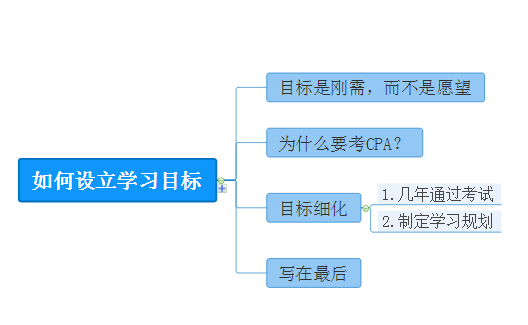 如何设立学习目标
目标是刚需，而不是愿望
为什么要考CPA？
目标细化
1.几年通过考试
2.制定学习规划
写在最后